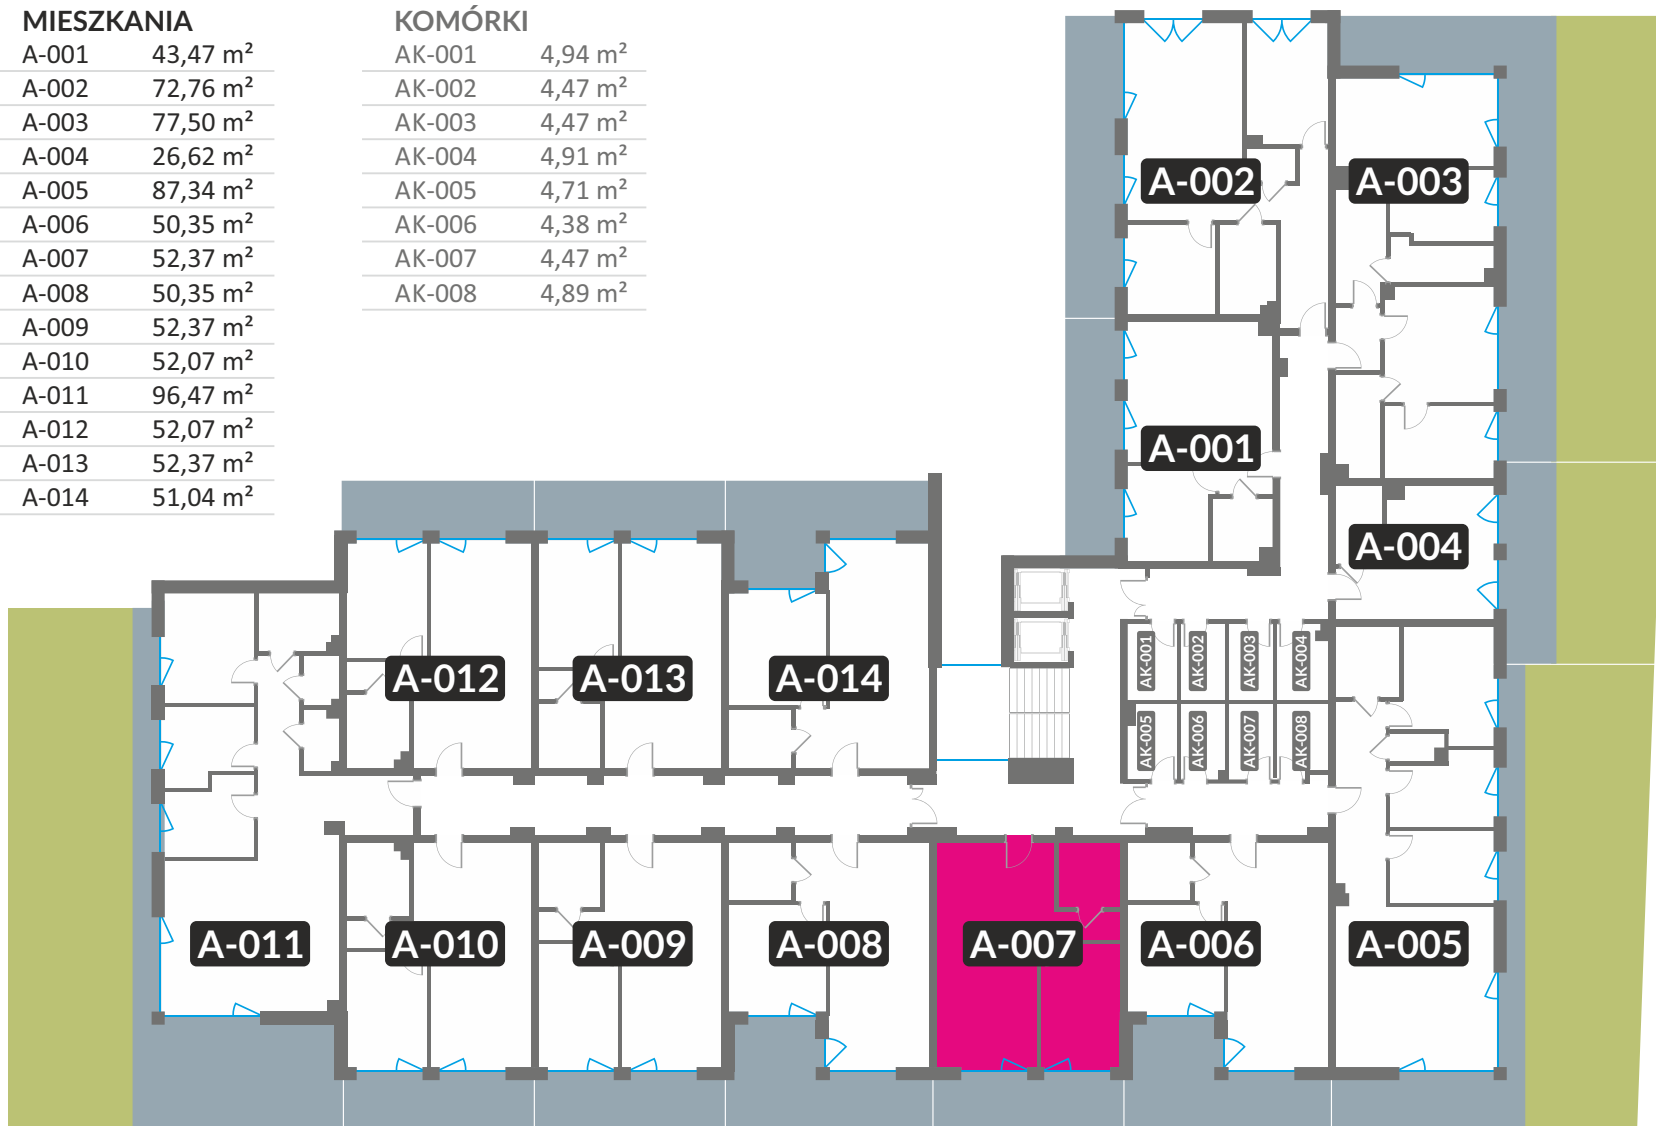 MIESZKANIA
A-001 43,47 m²
A-002 72,76 m²
A-003 77,50 m²
A-004 26,62 m²
A-005 87,34 m²
A-006 50,35 m²
A-007 52,37 m²
A-008 50,35 m²
A-009 52,37 m²
A-010 52,07 m²
A-011 96,47 m²
A-012 52,07 m²
A-013 52,37 m²
A-014 51,04 m²
KOMÓRKI
AK-001 4,94 m²
AK-002 4,47 m²
AK-003 4,47 m²
AK-004 4,91 m²
AK-005 4,71 m²
AK-006 4,38 m²
AK-007 4,47 m²
AK-008 4,89 m²
A-002
A-003
A-001
A-004
A-012
A-013
A-014
AK-001
AK-002
AK-003
AK-004
AK-005
AK-006
AK-007
AK-008
A-011
A-010
A-009
A-008
A-007
A-006
A-005